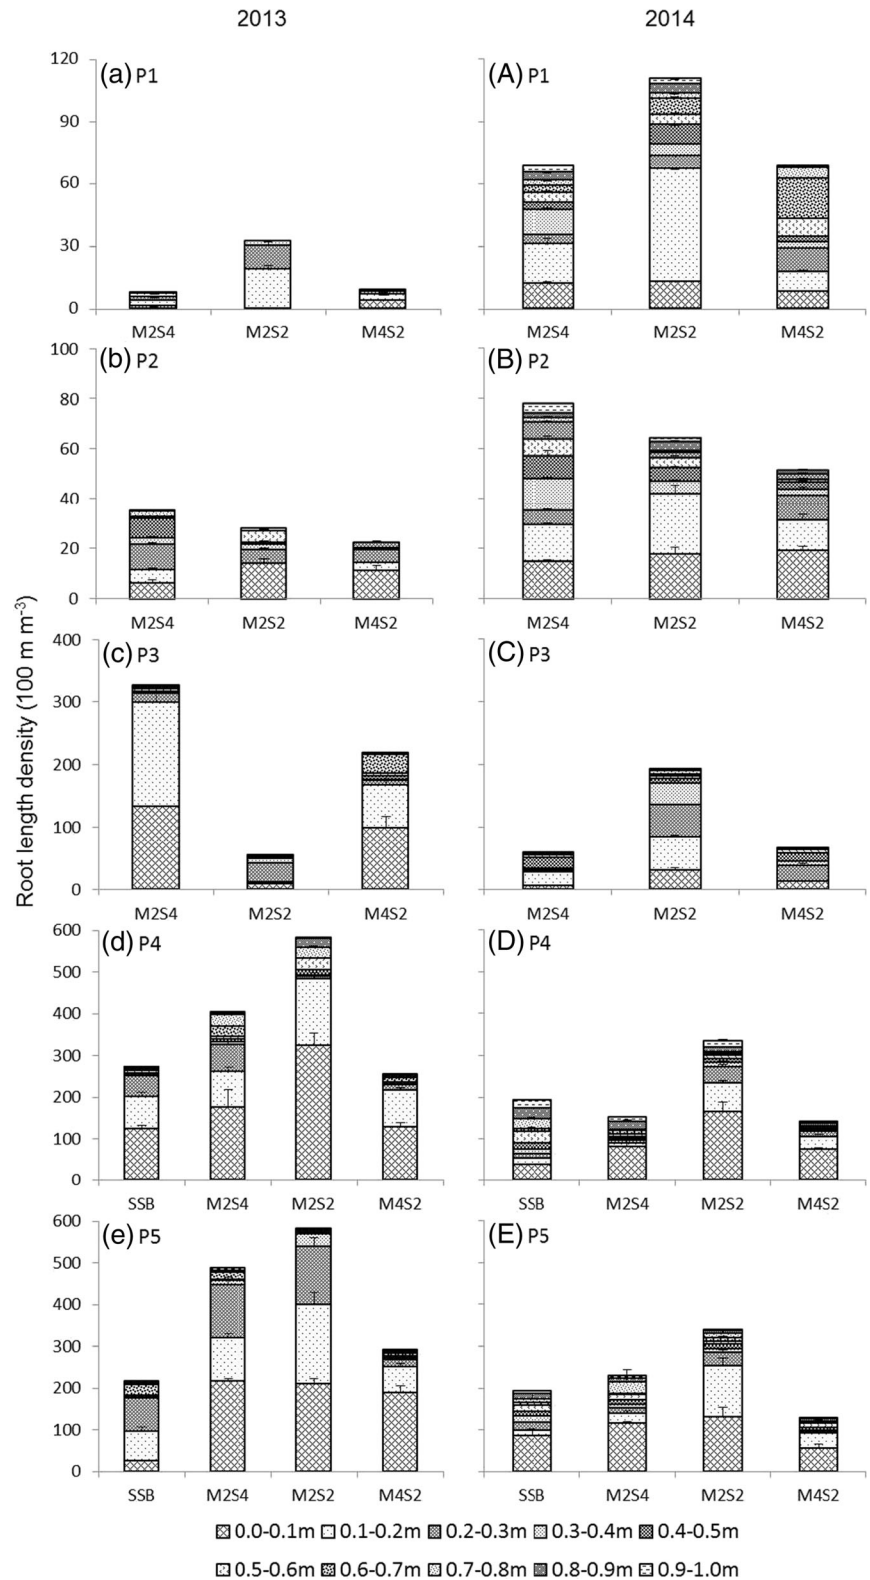 2013 2014
Root length density (100 m m⁻³)
(a) P1
120
90
60
30
0
M2S4 M2S2 M4S2
(A) P1
M2S4 M2S2 M4S2
(b) P2
100
80
60
40
20
0
M2S4 M2S2 M4S2
(B) P2
M2S4 M2S2 M4S2
(c) P3
400
300
200
100
0
M2S4 M2S2 M4S2
(C) P3
M2S4 M2S2 M4S2
(d) P4
600
500
400
300
200
100
0
SSB M2S4 M2S2 M4S2
(D) P4
SSB M2S4 M2S2 M4S2
(e) P5
600
500
400
300
200
100
0
SSB M2S4 M2S2 M4S2
(E) P5
SSB M2S4 M2S2 M4S2
0.0-0.1m 0.1-0.2m 0.2-0.3m 0.3-0.4m 0.4-0.5m
0.5-0.6m 0.6-0.7m 0.7-0.8m 0.8-0.9m 0.9-1.0m